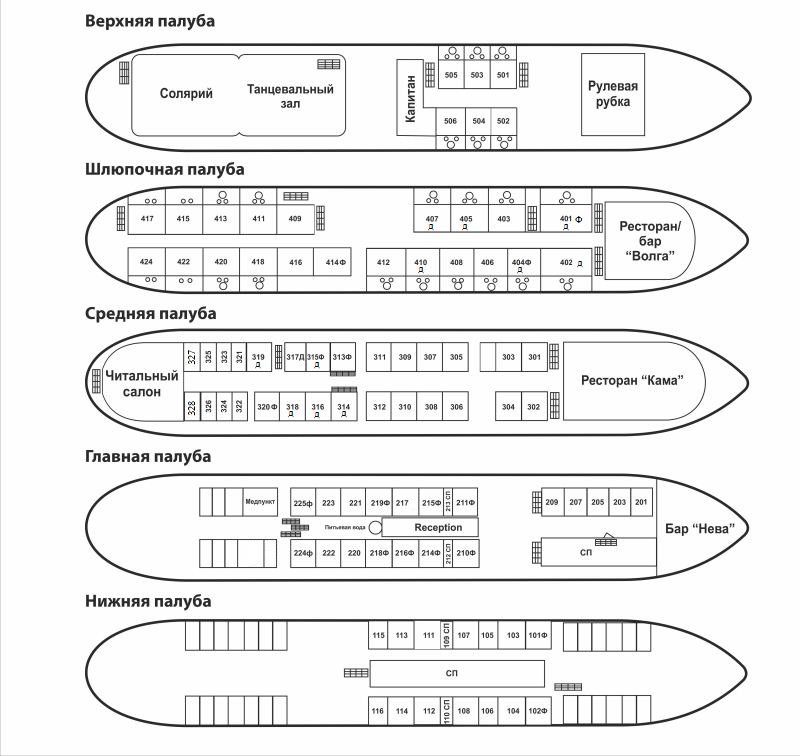 Верхняя палуба
Солярий
Танцевальный
зал
Капитан
505 503 501
506 504 502
Рулевая
рубка
Шлюпочная палуба
417 415 413 411 409
407 Д 405 Д 403 401 Ф Д
424 422 420 418 416 414Ф
412 410 Д 408 406 404Ф Д 402 Д
Ресторан/
бар
"Волга"
Средняя палуба
Читальный
салон
327 325 323 321 319 Д 317Д 315Ф Д 313Ф 311 309 307 305 303 301
328 326 324 322 320Ф 318 Д 316 Д 314 Д 312 310 308 306 304 302
Ресторан "Кама"
Главная палуба
Медпункт 225ф 223 221 219Ф 217 215Ф 213 СП 211Ф 209 207 205 203 201
Питьевая вода
Reception
224ф 222 220 218Ф 216Ф 214Ф 212 СП 210Ф
СП
Бар "Нева"
Нижняя палуба
115 113 111 109 СП 107 105 103 101Ф
СП
116 114 112 110 СП 108 106 104 102Ф